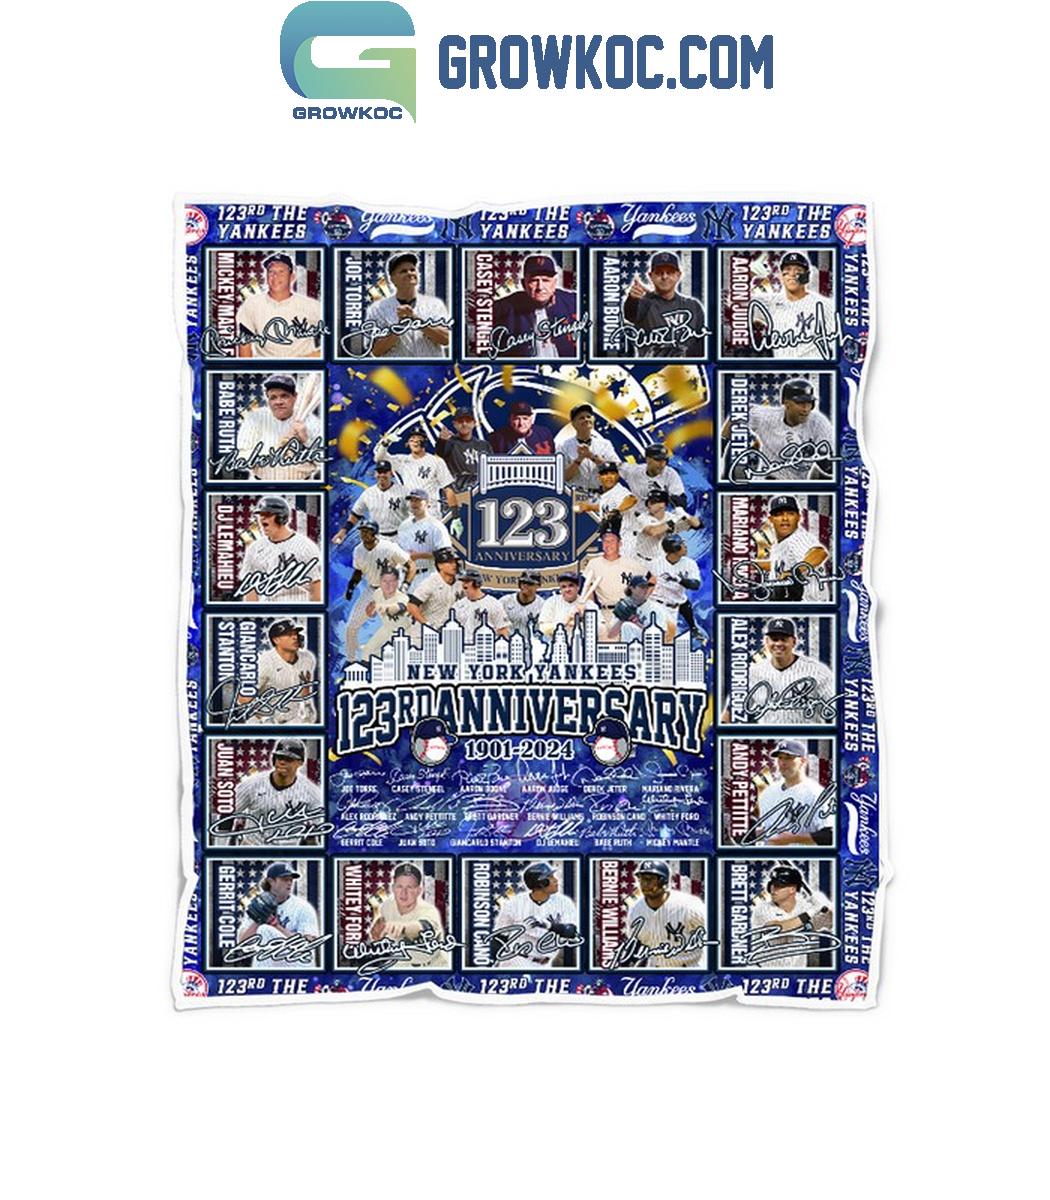 GROWKOC.COM
GROWKOC
123RD THE YANKEES
Yankees
123RD THE YANKEES
Yankees
123RD THE YANKEES
MICKEY MANTLE
JOE TORRE
CASEY STENGEL
AARON BOONE
AARON JUDGE
BABE RUTH
DEREK JETER
DJ LEMAHIEU
MARIANO RIVERA
GIANCARLO STANTON
ALEX RODRIGUEZ
JUAN SOTO
ANDY PETTITTE
GERRIT COLE
WHITEY FORD
ROBINSON CANO
BERNIE WILLIAMS
BRETT GARDNER
123RD
ANNIVERSARY
NEW YORK YANKEES
NEW YORK YANKEES
123RD ANNIVERSARY
1901-2024
JOE TORRE CASEY STENGEL AARON BOONE AARON JUDGE DEREK JETER MARIANO RIVERA
ALEX RODRIGUEZ ANDY PETTITTE BRETT GARDNER BERNIE WILLIAMS ROBINSON CANO WHITEY FORD
GERRIT COLE JUAN SOTO GIANCARLO STANTON DJ LEMAHIEU BABE RUTH MICKEY MANTLE
123RD THE
Yankees
123RD THE
Yankees
123RD THE